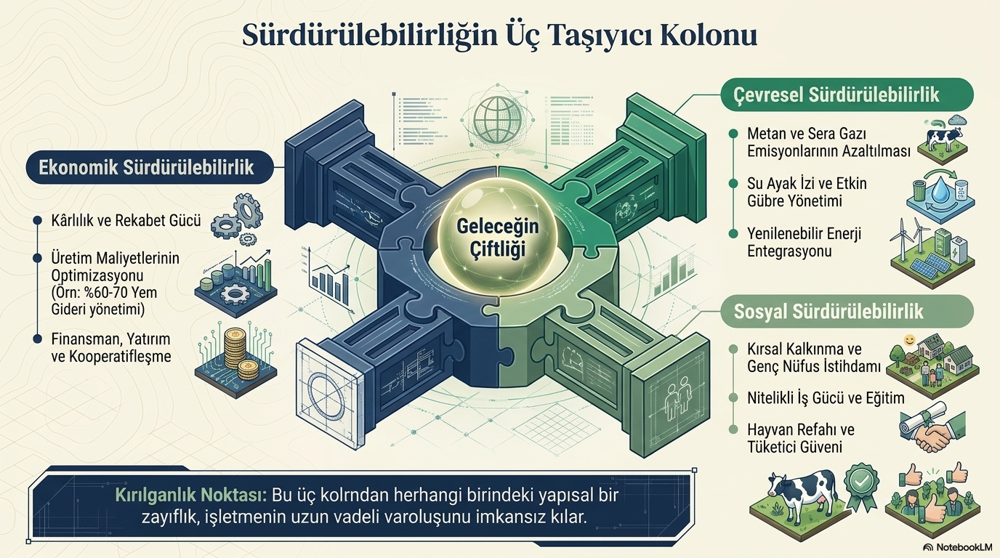 Sürdürülebilirliğin Üç Taşıyıcı Kolonu
Ekonomik Sürdürülebilirlik
Kârlılık ve Rekabet Gücü
Üretim Maliyetlerinin
Optimizasyonu
(Örn: %60-70 Yem
Gideri yönetimi)
Finansman, Yatırım
ve Kooperatifleşme
Geleceğin
Çiftliği
Çevresel Sürdürülebilirlik
Metan ve Sera Gazı
Emisyonlarının Azaltılması
Su Ayak İzi ve Etkin
Gübre Yönetimi
Yenilenebilir Enerji
Entegrasyonu
Sosyal Sürdürülebilirlik
Kırsal Kalkınma ve
Genç Nüfus İstihdamı
Nitelikli İş Gücü ve Eğitim
Hayvan Refahı ve
Tüketici Güveni
Kırılganlık Noktası: Bu üç kolrndan herhangi birindeki yapısal bir
zayıflık, işletmenin uzun vadeli varoluşunu imkansız kılar.
NotebookLM